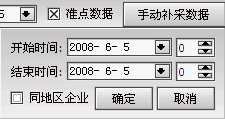 5 准点数据 手动补采数据
开始时间: 2008- 6- 5 0
结束时间: 2008- 6- 5 0
同地区企业 确定 取消